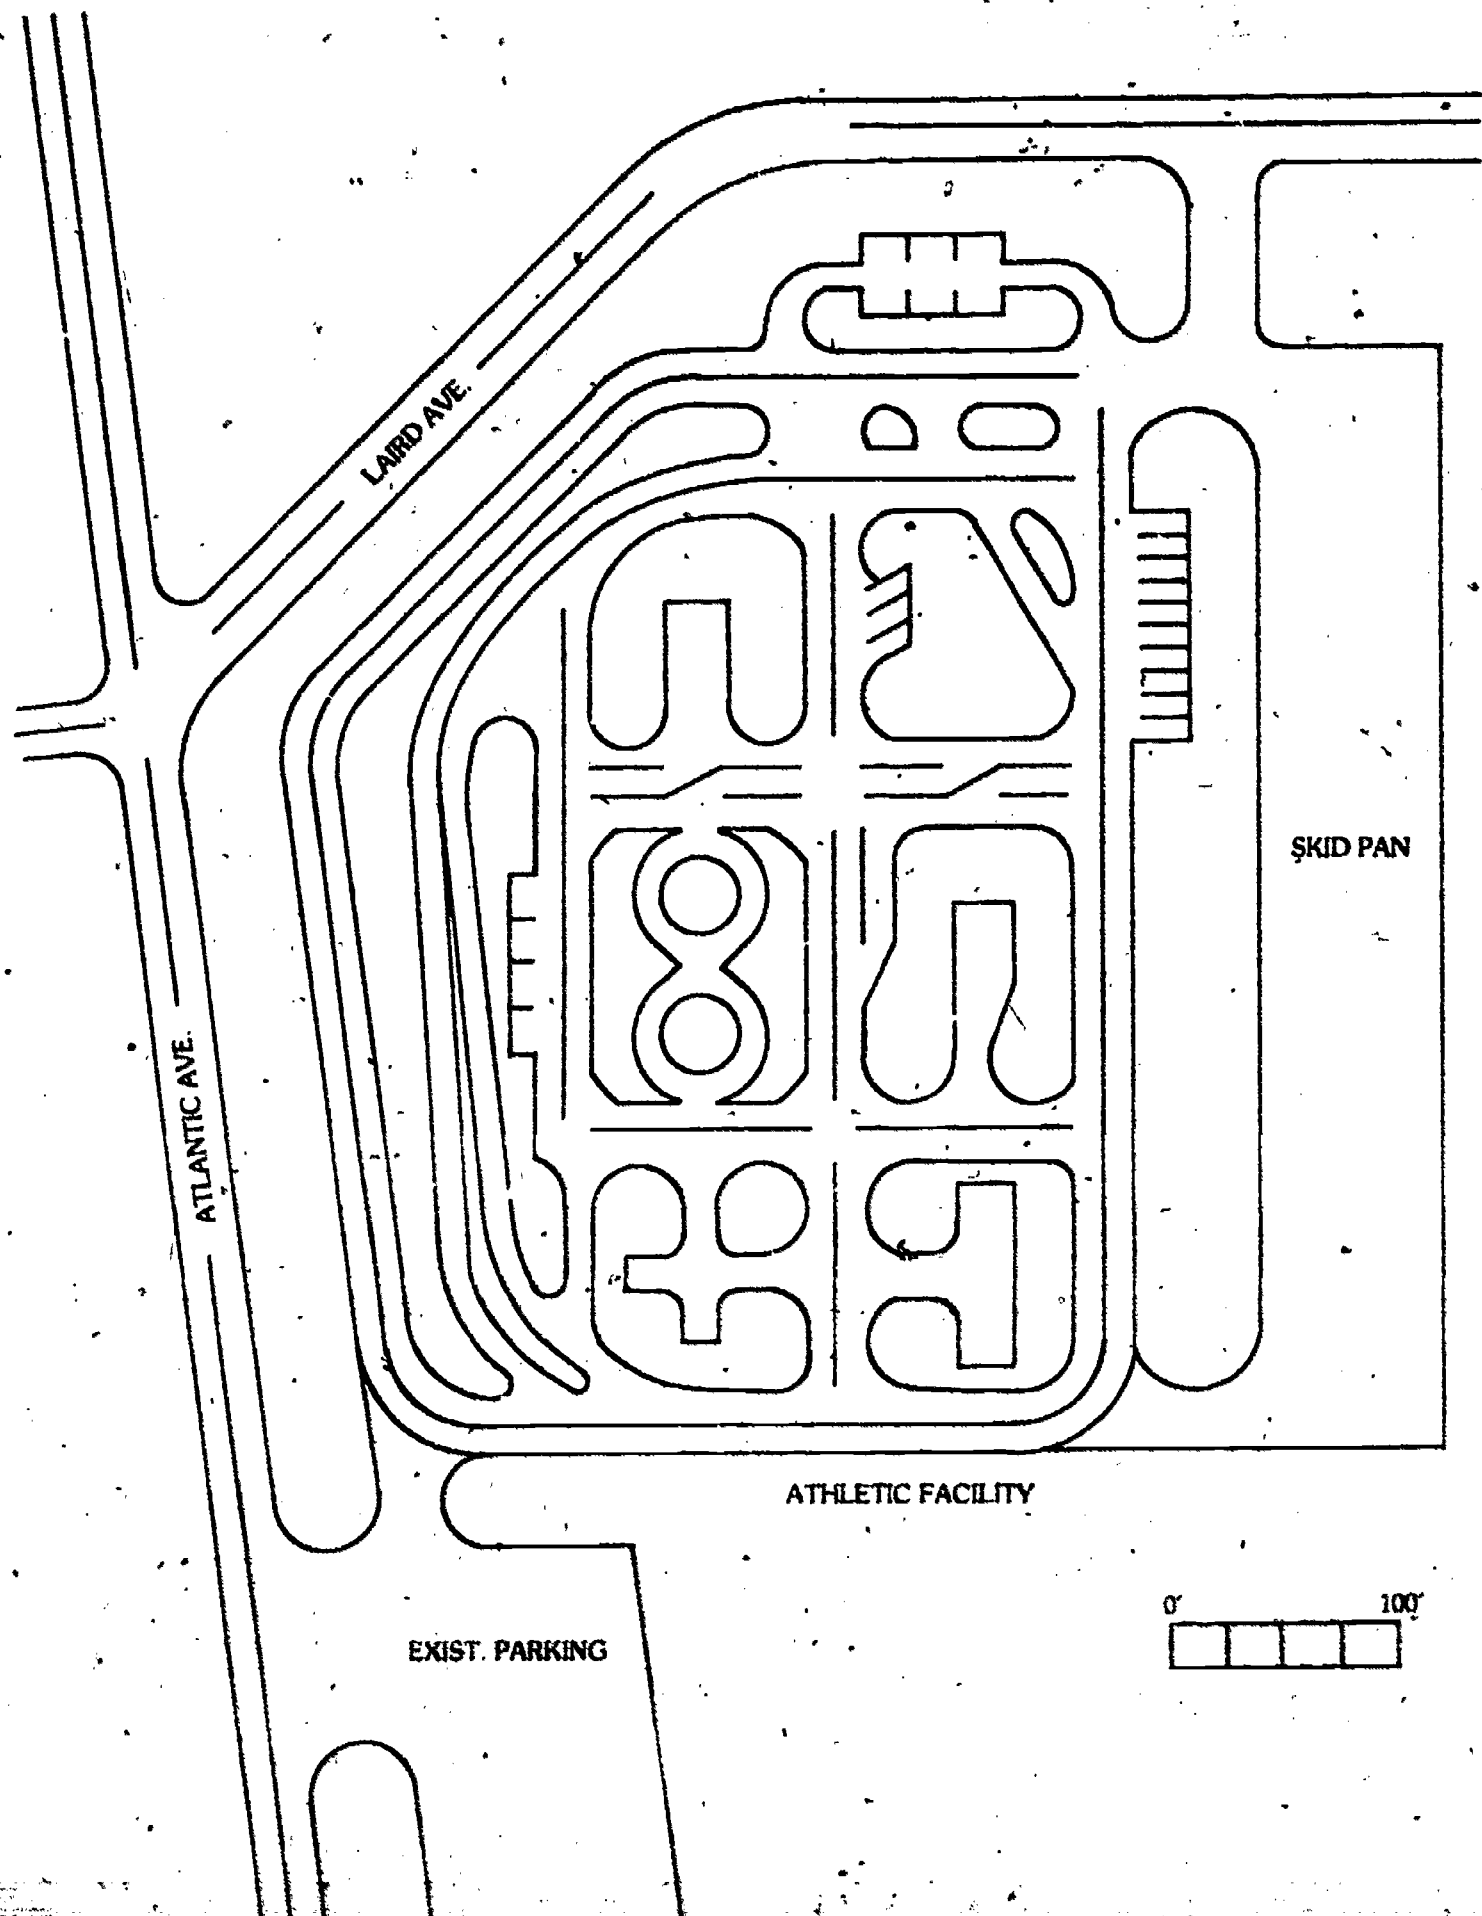 LAIRD AVE.
SKID PAN
ATLANTIC AVE.
ATHLETIC FACILITY
0' 100'
EXIST. PARKING